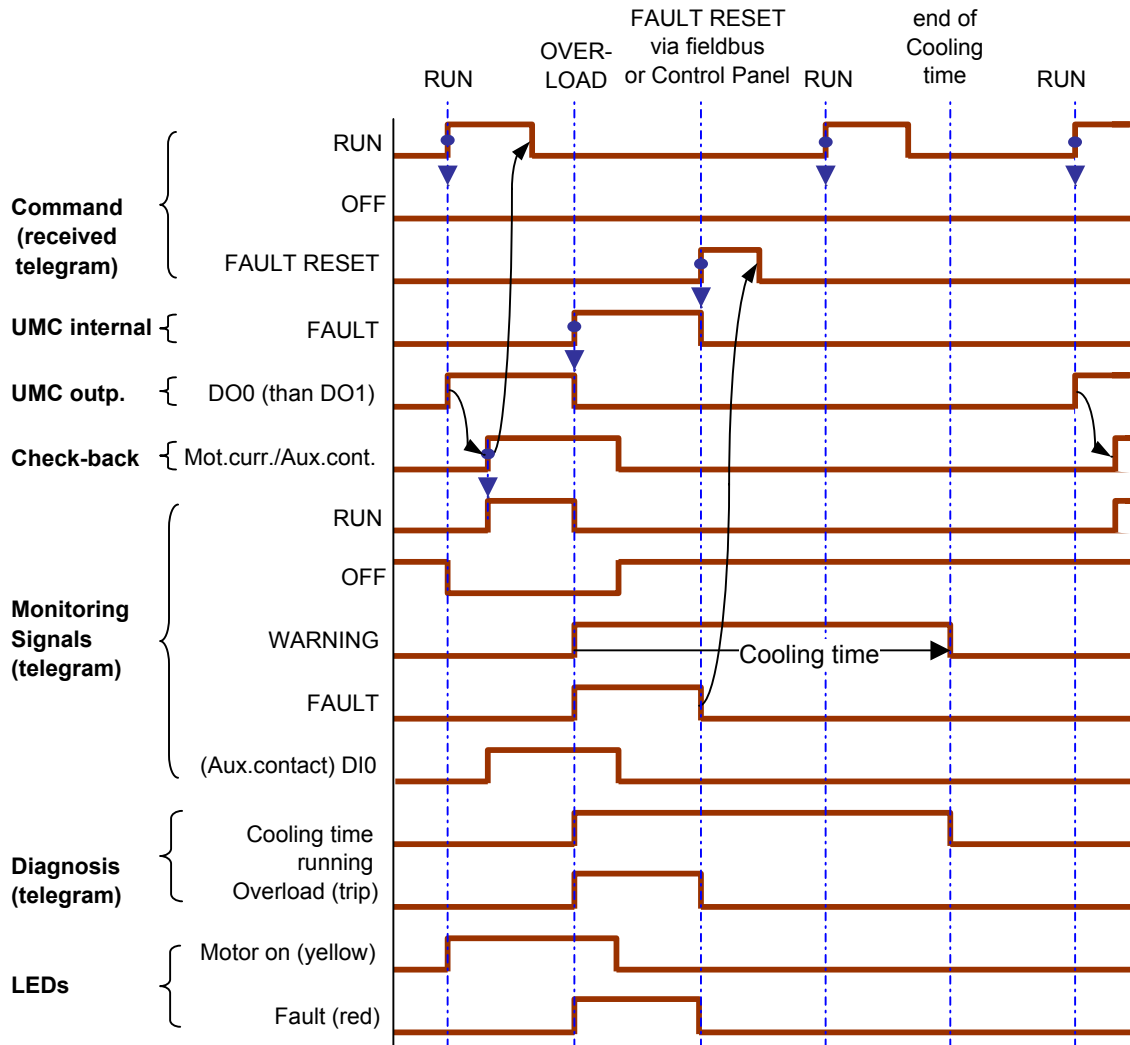 FAULT RESET
via fieldbus
or Control Panel
end of
Cooling
time
OVER-
LOAD
RUN
RUN
RUN
Command
(received
telegram)
RUN
OFF
FAULT RESET
UMC internal
FAULT
UMC outp.
DO0 (than DO1)
Check-back
Mot.curr./Aux.cont.
Monitoring
Signals
(telegram)
RUN
OFF
WARNING
Cooling time
FAULT
(Aux.contact) DI0
Diagnosis
(telegram)
Cooling time
running
Overload (trip)
LEDs
Motor on (yellow)
Fault (red)